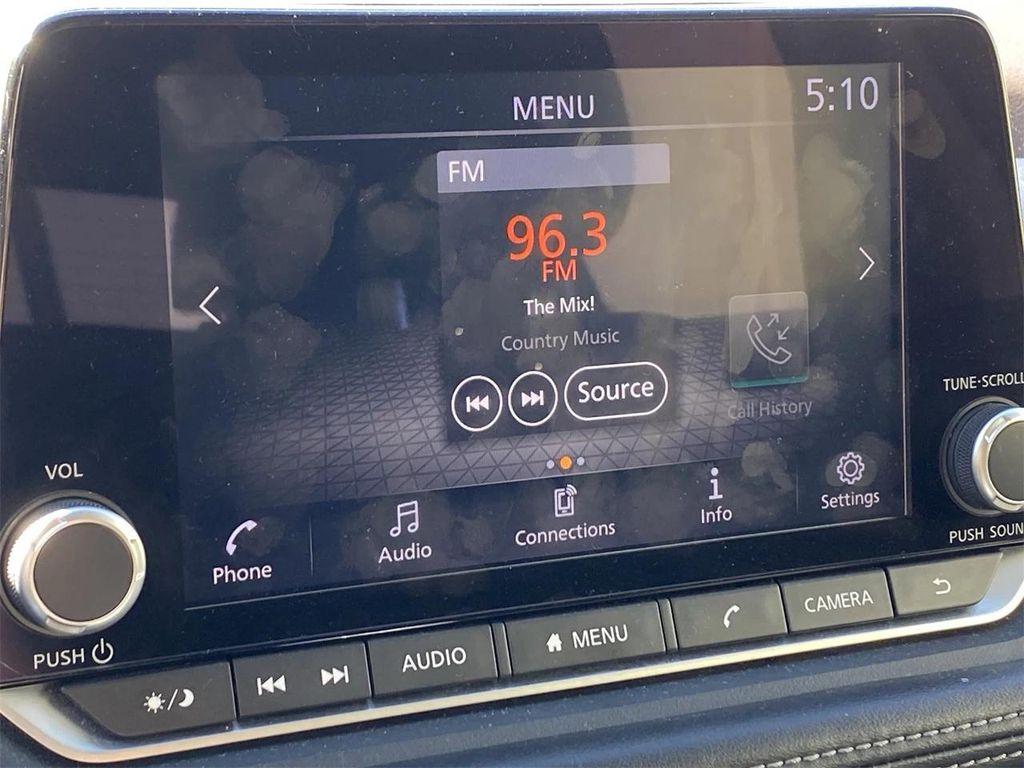 MENU
5:10
FM
96.3
FM
The Mix!
Country Music
Source
Call History
Phone
Audio
Connections
Info
Settings
VOL
PUSH
TUNE·SCROLL
PUSH SOUN
AUDIO
MENU
CAMERA